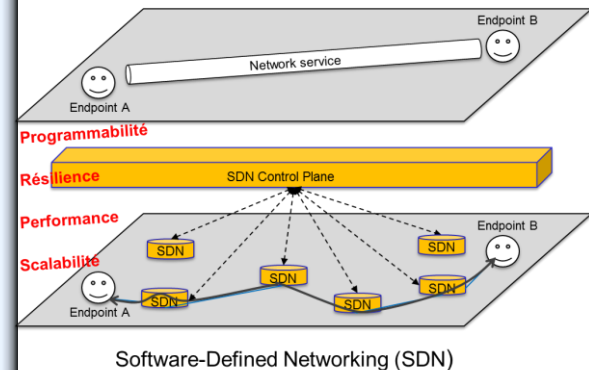 Endpoint B
Network service
Endpoint A
Programmabilité
Résilience
SDN Control Plane
Performance
Endpoint B
SDN
SDN
Scalabilité
SDN
SDN
SDN
SDN
Endpoint A
Software-Defined Networking (SDN)